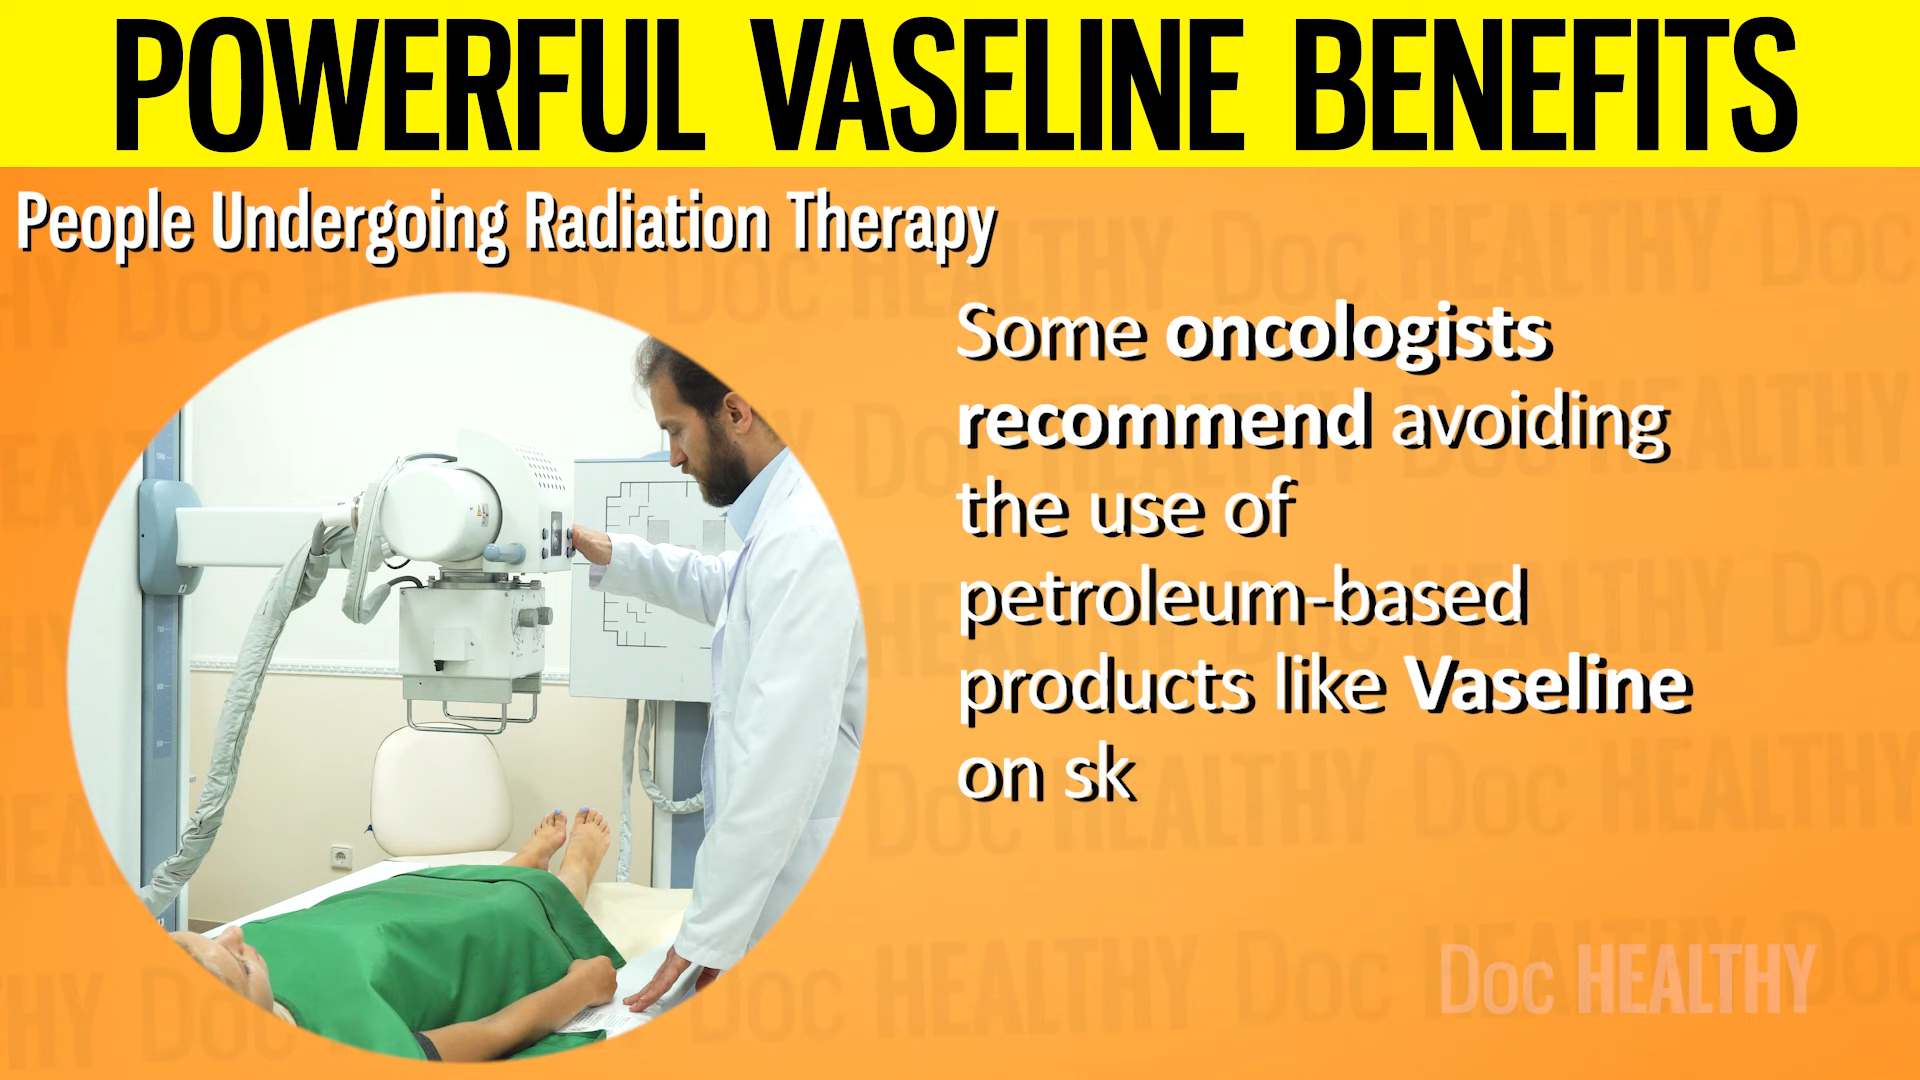 POWERFUL VASELINE BENEFITS
People Undergoing Radiation Therapy
Some oncologists
recommend avoiding
the use of
petroleum-based
products like Vaseline
on sk
Doc HEALTHY